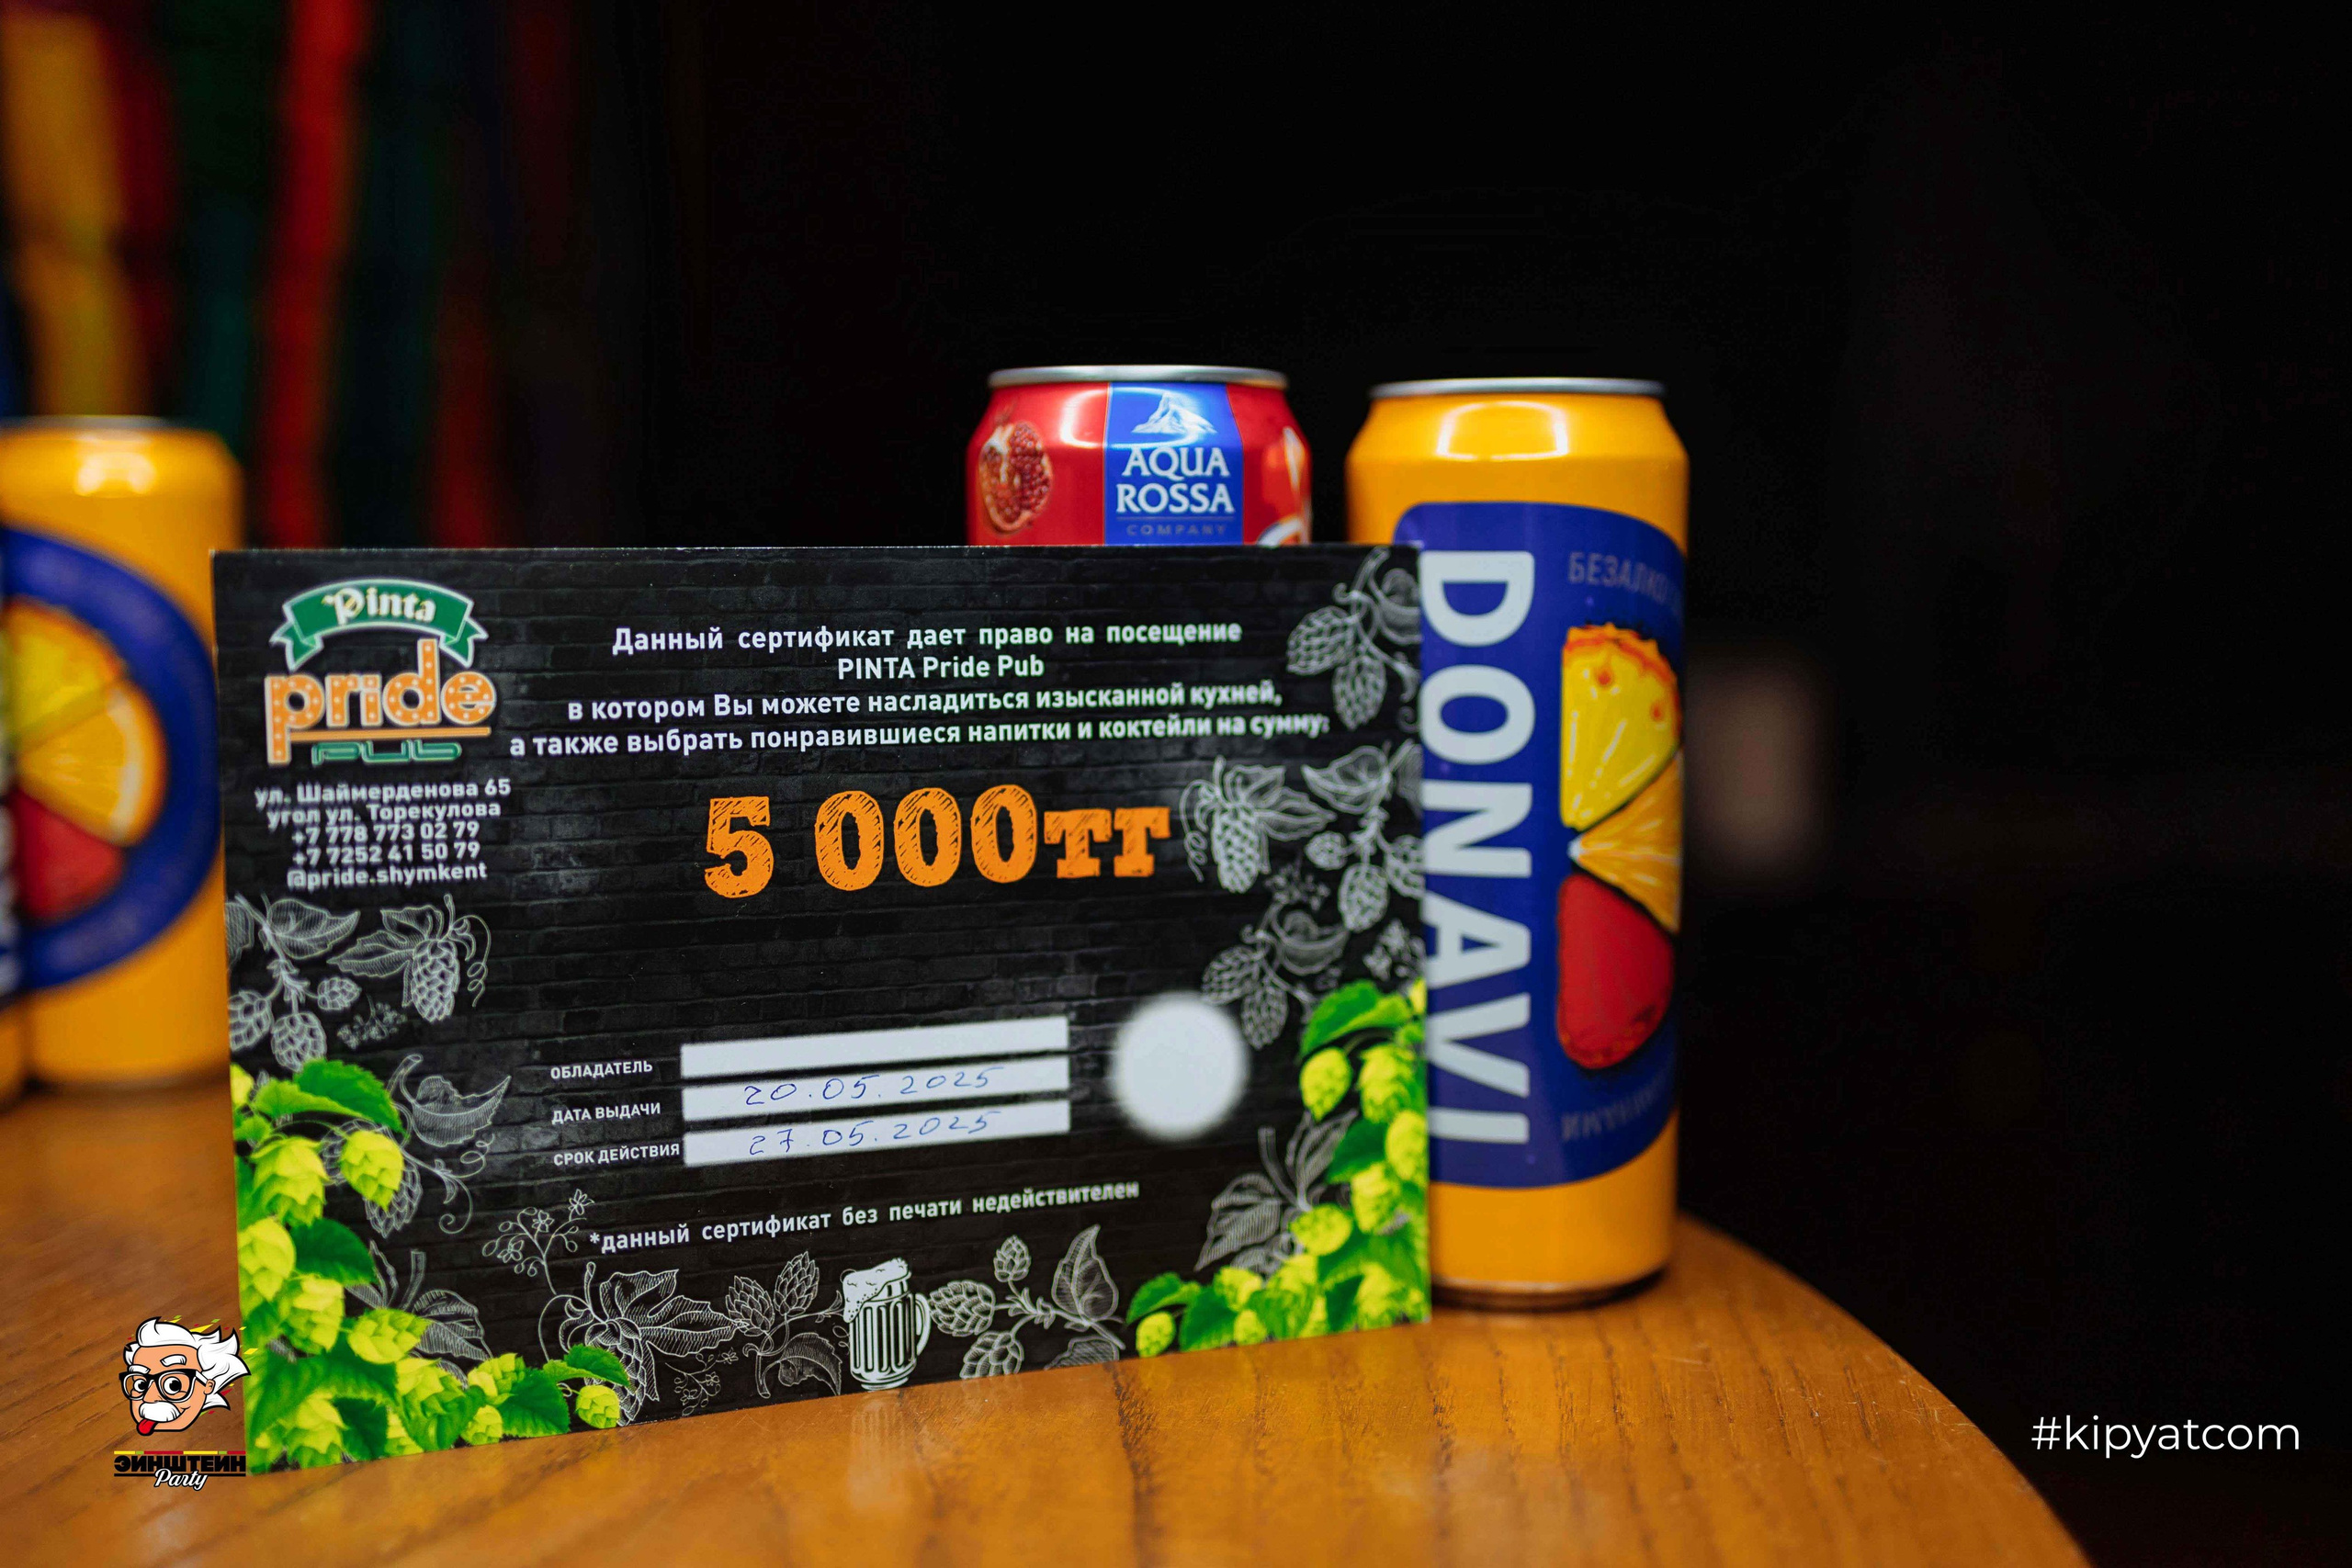 AQUA
ROSSA
COMPANY
DONAVI
Pinta
pride
pub
ул. Шаймерденова 65
угол ул. Торекулова
+7 778 773 02 79
+7 7252 41 50 79
@pride.shymkent
Данный сертификат дает право на посещение
PINTA Pride Pub
в котором Вы можете насладиться изысканной кухней,
а также выбрать понравившиеся напитки и коктейли на сумму:
5 000тг
ОБЛАДАТЕЛЬ
ДАТА ВЫДАЧИ 20.05.2025
СРОК ДЕЙСТВИЯ 27.05.2025
*данный сертификат без печати недействителен
ЭЙНШТЕЙН
Party
#kipyatcom